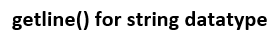 getline() for string datatype